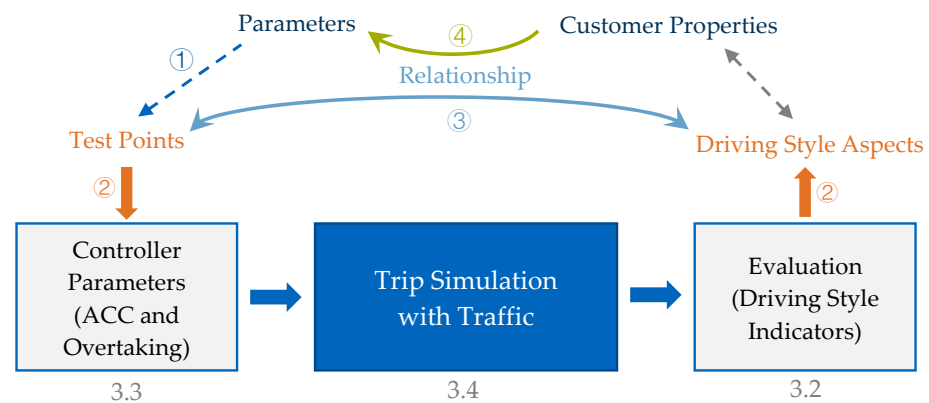 Parameters
④
Customer Properties
①
Relationship
③
Test Points
Driving Style Aspects
②
②
Controller
Parameters
(ACC and
Overtaking)
Trip Simulation
with Traffic
Evaluation
(Driving Style
Indicators)
3.3
3.4
3.2